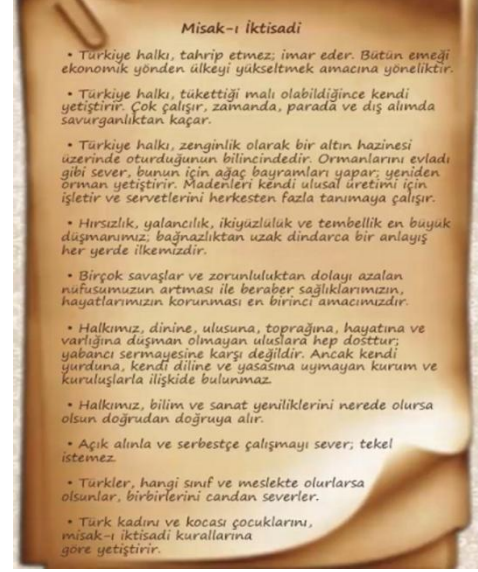 Misak-ı İktisadi
• Türkiye halkı, tahrip etmez; imar eder. Bütün emeği
ekonomik yönden ülkeyi yükseltmek amacına yöneliktir.
• Türkiye halkı, tükettiği malı olabildiğince kendi
yetiştirir. Çok çalışır, zamanda, parada ve dış alımda
savurganlıktan kaçar.
• Türkiye halkı, zenginlik olarak bir altın hazinesi
üzerinde oturduğunun bilincindedir. Ormanlarını evladı
gibi sever, bunun için ağaç bayramları yapar; yeniden
orman yetiştirir. Madenleri kendi ulusal üretimi için
işletir ve servetlerini herkesten fazla tanımaya çalışır.
• Hırsızlık, yalancılık, ikiyüzlülük ve tembellik en büyük
düşmanımız; bağnazlıktan uzak dindarca bir anlayış
her yerde ilkemizdir.
• Birçok savaşlar ve zorunluluktan dolayı azalan
nüfusumuzun artması ile beraber sağlıklarımızın,
hayatlarımızın korunması en birinci amacımızdır.
• Halkımız, dinine, ulusuna, toprağına, hayatına ve
varlığına düşman olmayan uluslara hep dosttur;
yabancı sermayesine karşı değildir. Ancak kendi
yurduna, kendi diline ve yasasına uymayan kurum ve
kuruluşlarla ilişkide bulunmaz.
• Halkımız, bilim ve sanat yeniliklerini nerede olursa
olsun doğrudan doğruya alır.
• Açık alınla ve serbestçe çalışmayı sever; tekel
istemez.
• Türkler, hangi sınıf ve meslekte olurlarsa
olsunlar, birbirlerini candan severler.
• Türk kadını ve kocası çocuklarını,
misak-ı iktisadi kurallarına
göre yetiştirir.